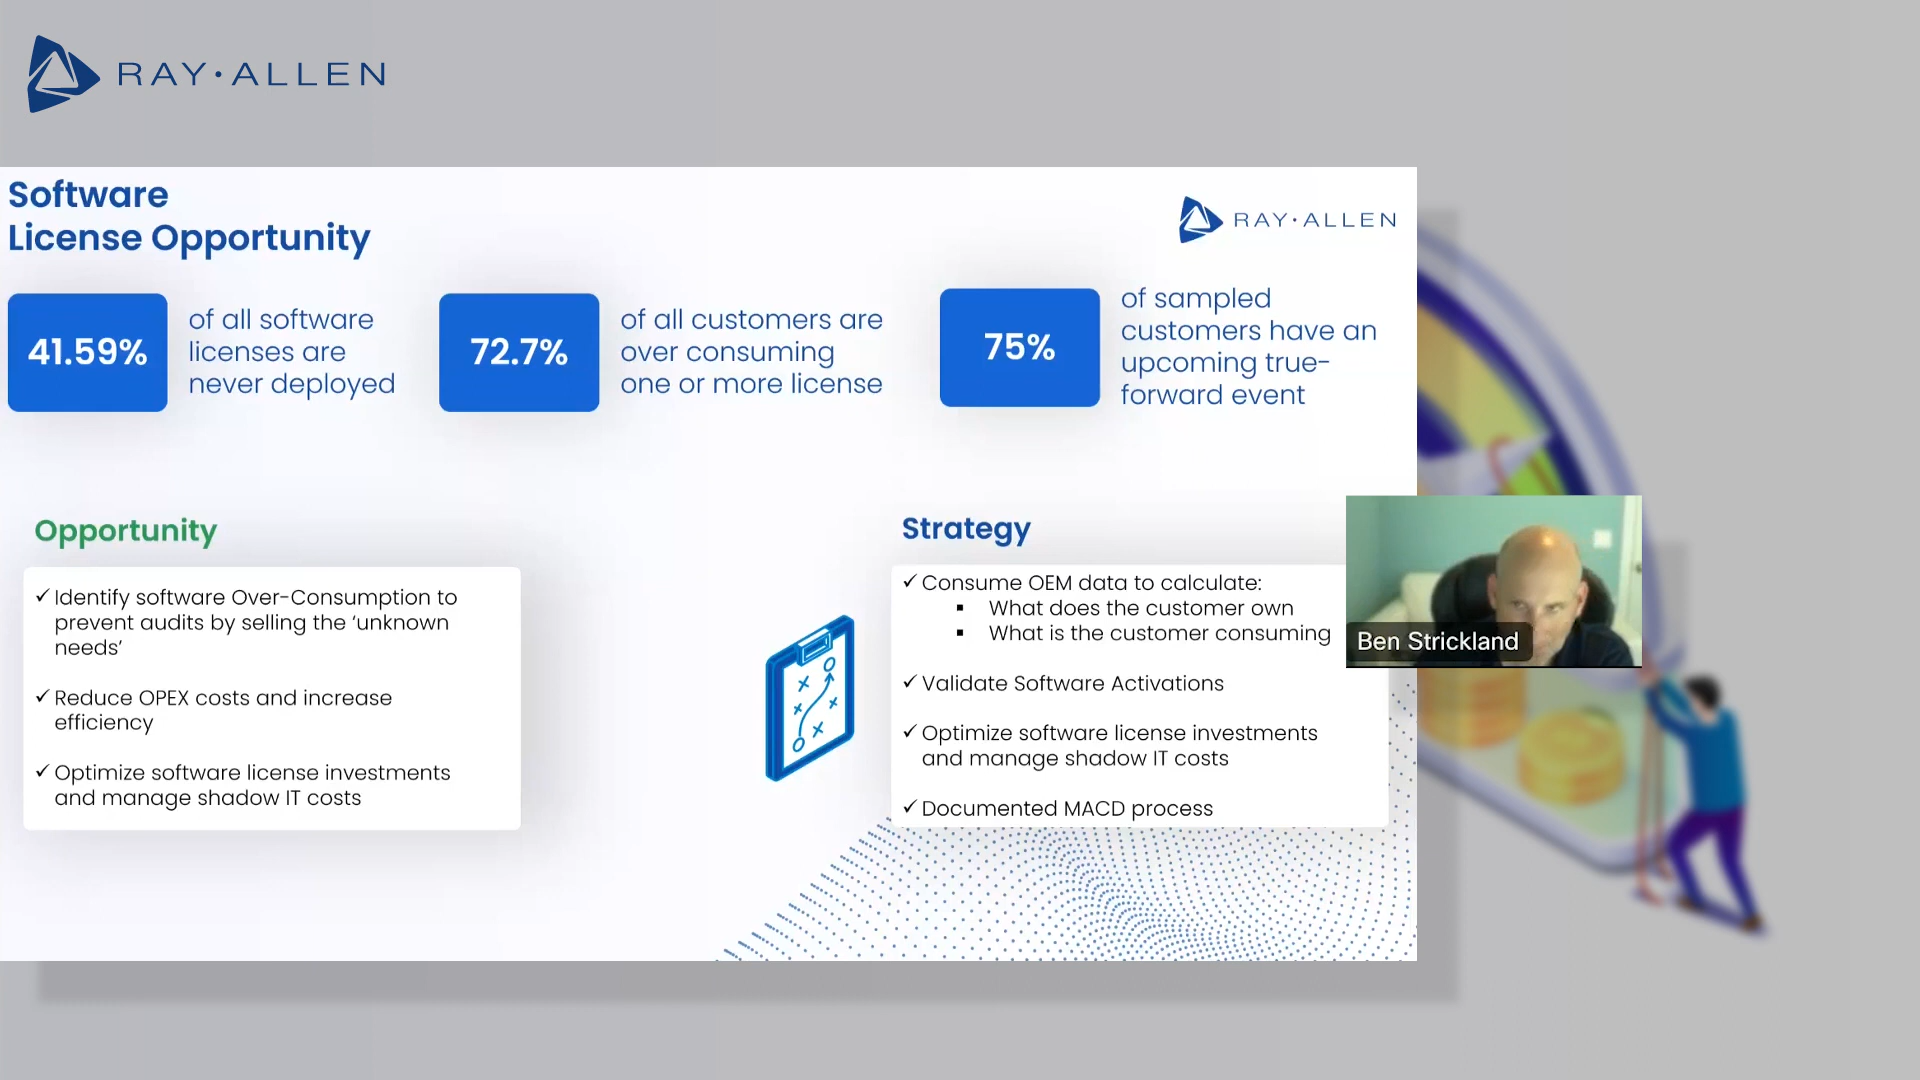 RAY·ALLEN
Software
License Opportunity
RAY·ALLEN
41.59%
of all software
licenses are
never deployed
72.7%
of all customers are
over consuming
one or more license
75%
of sampled
customers have an
upcoming true-
forward event
Opportunity
✓ Identify software Over-Consumption to
prevent audits by selling the ‘unknown
needs’
✓ Reduce OPEX costs and increase
efficiency
✓ Optimize software license investments
and manage shadow IT costs
Strategy
✓ Consume OEM data to calculate:
▪ What does the customer own
▪ What is the customer consuming
✓ Validate Software Activations
✓ Optimize software license investments
and manage shadow IT costs
✓ Documented MACD process
Ben Strickland